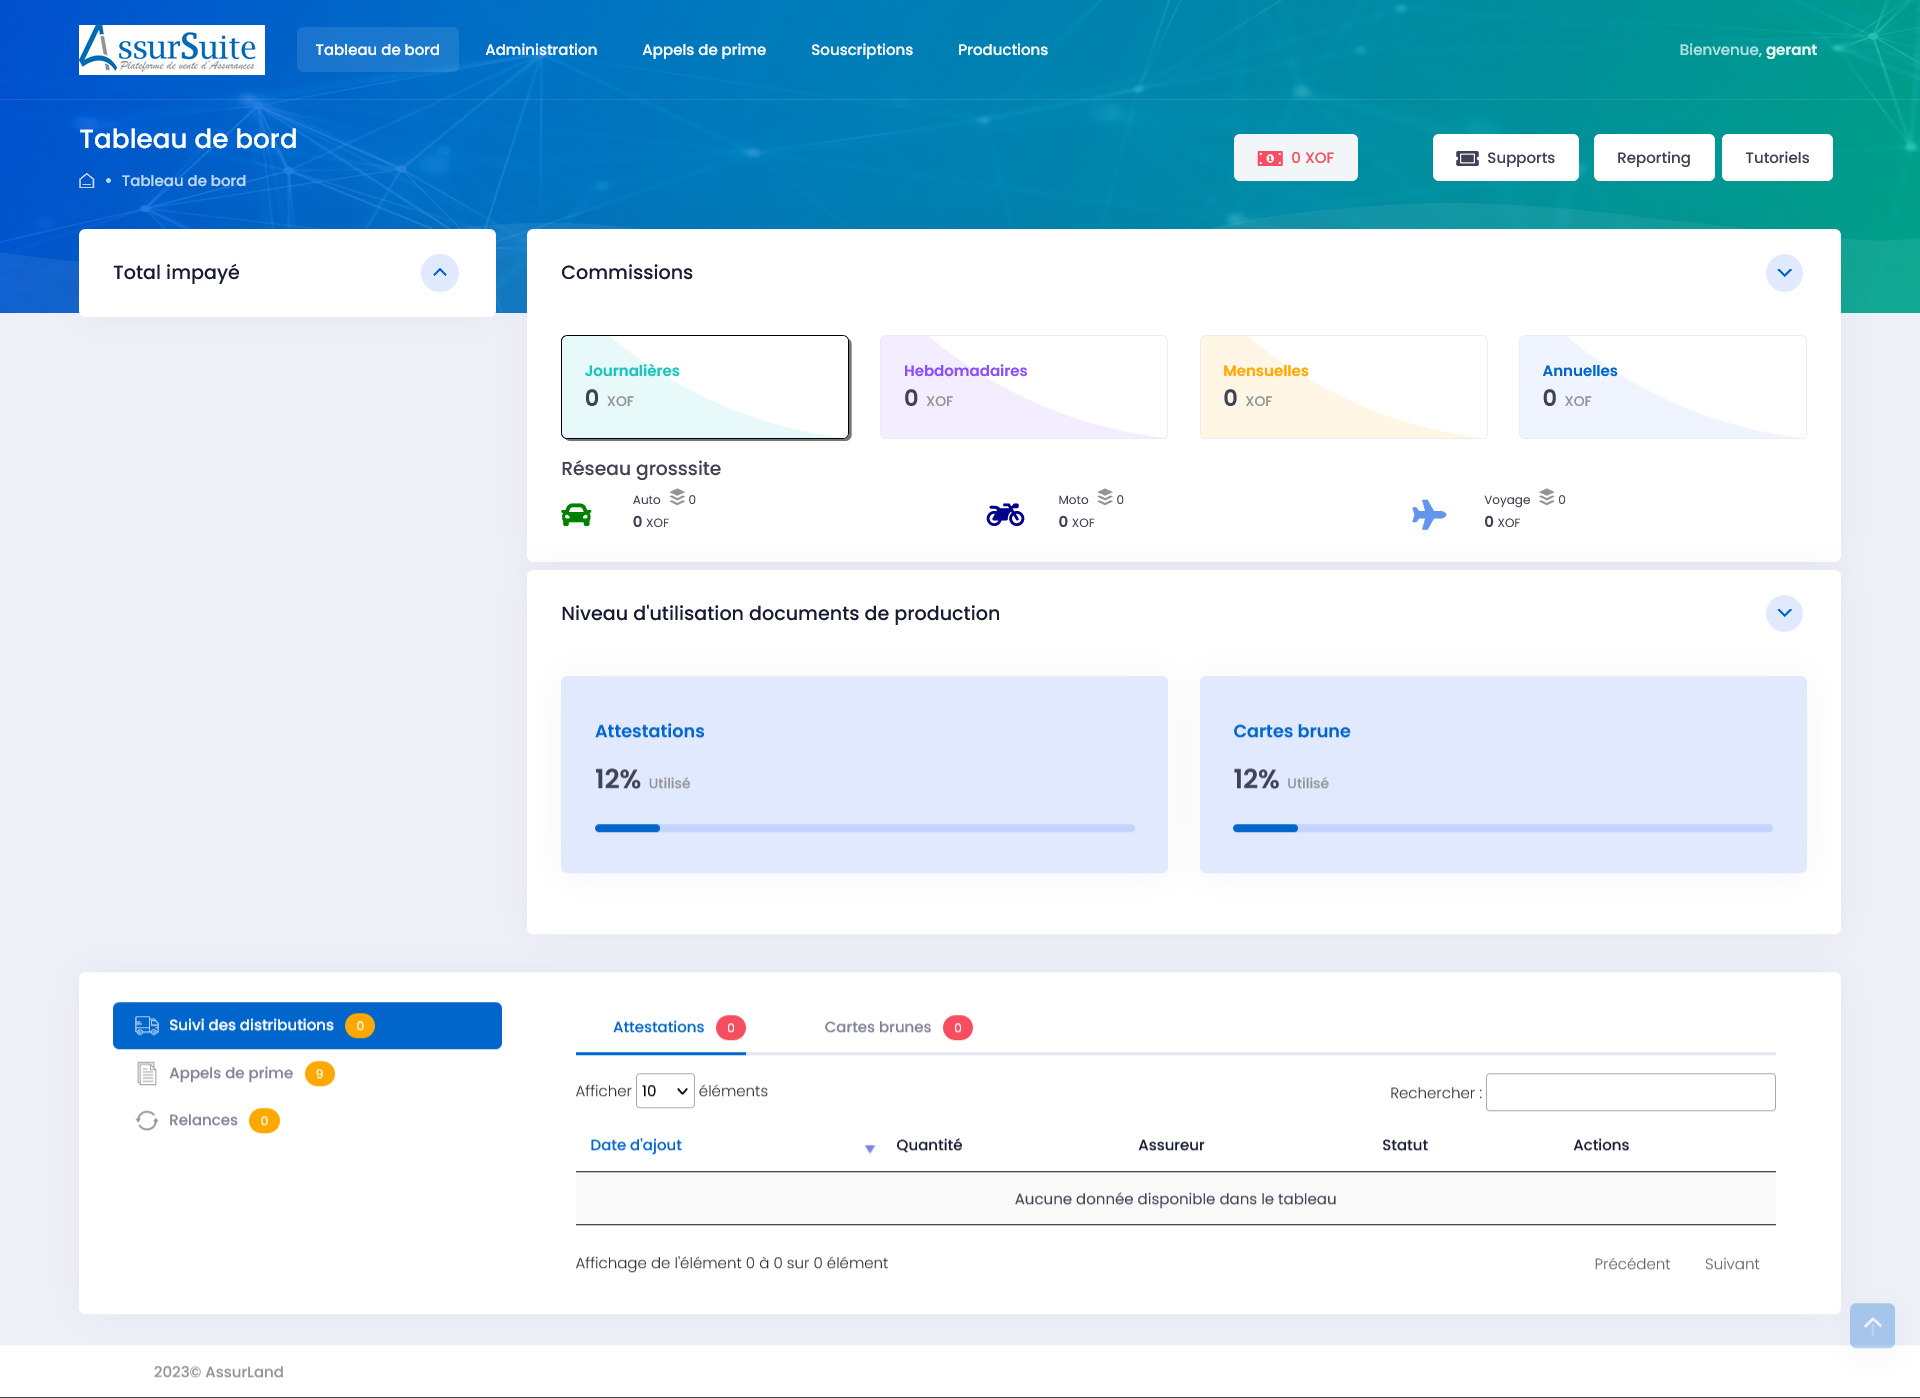 AssurSuite
Plateforme de vente d'Assurances
Tableau de bord
Administration
Appels de prime
Souscriptions
Productions
Bienvenue, gerant
Tableau de bord
• Tableau de bord
0 XOF
Supports
Reporting
Tutoriels
Total impayé
Commissions
Journalières
0 XOF
Hebdomadaires
0 XOF
Mensuelles
0 XOF
Annuelles
0 XOF
Réseau grosssite
Auto 0
0 XOF
Moto 0
0 XOF
Voyage 0
0 XOF
Niveau d'utilisation documents de production
Attestations
12% Utilisé
Cartes brune
12% Utilisé
Suivi des distributions 0
Appels de prime 9
Relances 0
Attestations 0
Cartes brunes 0
Afficher 10 éléments
Rechercher :
Date d'ajout
Quantité
Assureur
Statut
Actions
Aucune donnée disponible dans le tableau
Affichage de l'élément 0 à 0 sur 0 élément
Précédent
Suivant
2023© AssurLand